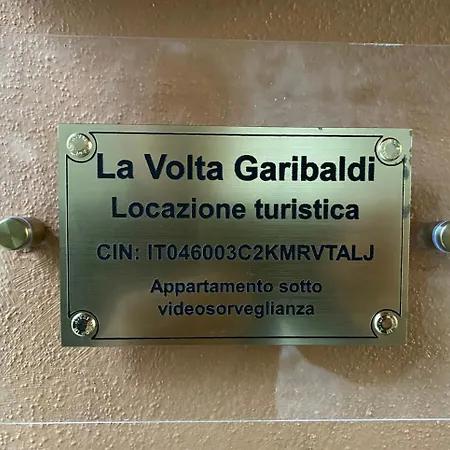 La Volta Garibaldi
Locazione turistica
CIN: IT046003C2KMRVTALJ
Appartamento sotto
videosorveglianza